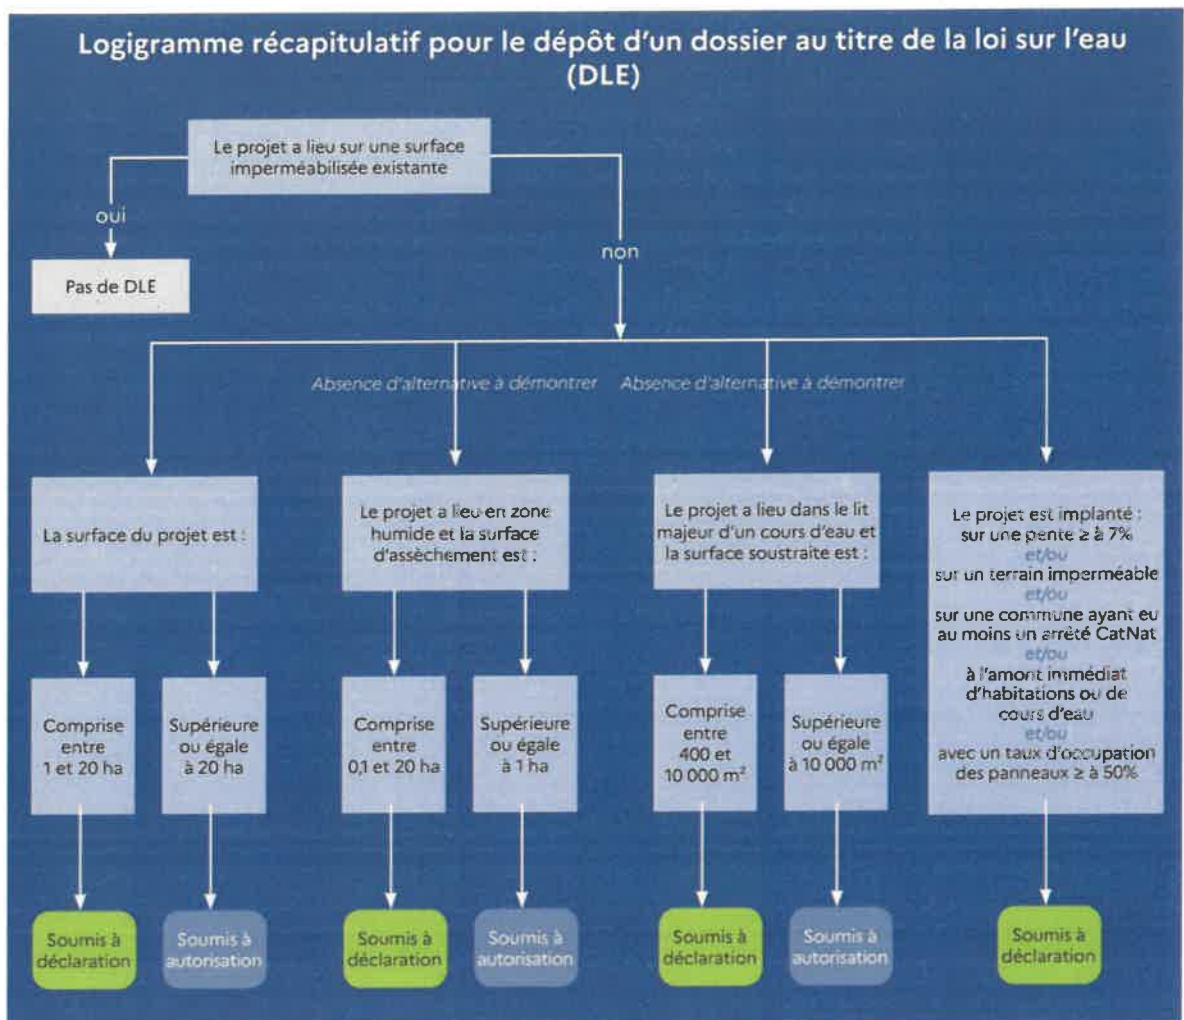 Logigramme récapitulatif pour le dépôt d'un dossier au titre de la loi sur l'eau
(DLE)
Le projet a lieu sur une surface
imperméabilisée existante
oui
non
Pas de DLE
Absence d'alternative à démontrer
Absence d'alternative à démontrer
La surface du projet est :
Le projet a lieu en zone
humide et la surface
d'assèchement est :
Le projet a lieu dans le lit
majeur d'un cours d'eau et
la surface soustraite est :
Le projet est implanté :
sur une pente ≥ à 7%
et/ou
sur un terrain imperméable
et/ou
sur une commune ayant eu
au moins un arrêté CatNat
et/ou
à l'amont immédiat
d'habitations ou de
cours d'eau
et/ou
avec un taux d'occupation
des panneaux ≥ à 50%
Comprise
entre
1 et 20 ha
Supérieure
ou égale
à 20 ha
Comprise
entre
0,1 et 20 ha
Supérieure
ou égale
à 1 ha
Comprise
entre
400 et
10 000 m²
Supérieure
ou égale
à 10 000 m²
Soumis à
déclaration
Soumis à
autorisation
Soumis à
déclaration
Soumis à
autorisation
Soumis à
déclaration
Soumis à
autorisation
Soumis à
déclaration